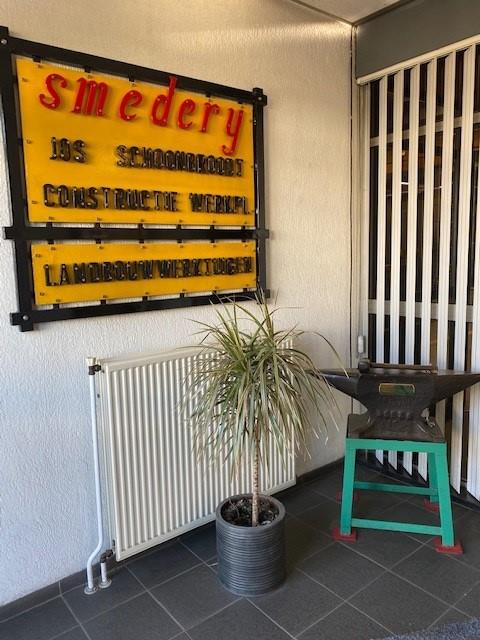 smedery
JOS SCHOONBROODT
CONSTRUCTIE WERKPL.
LANDBOUWWERKTUIGEN